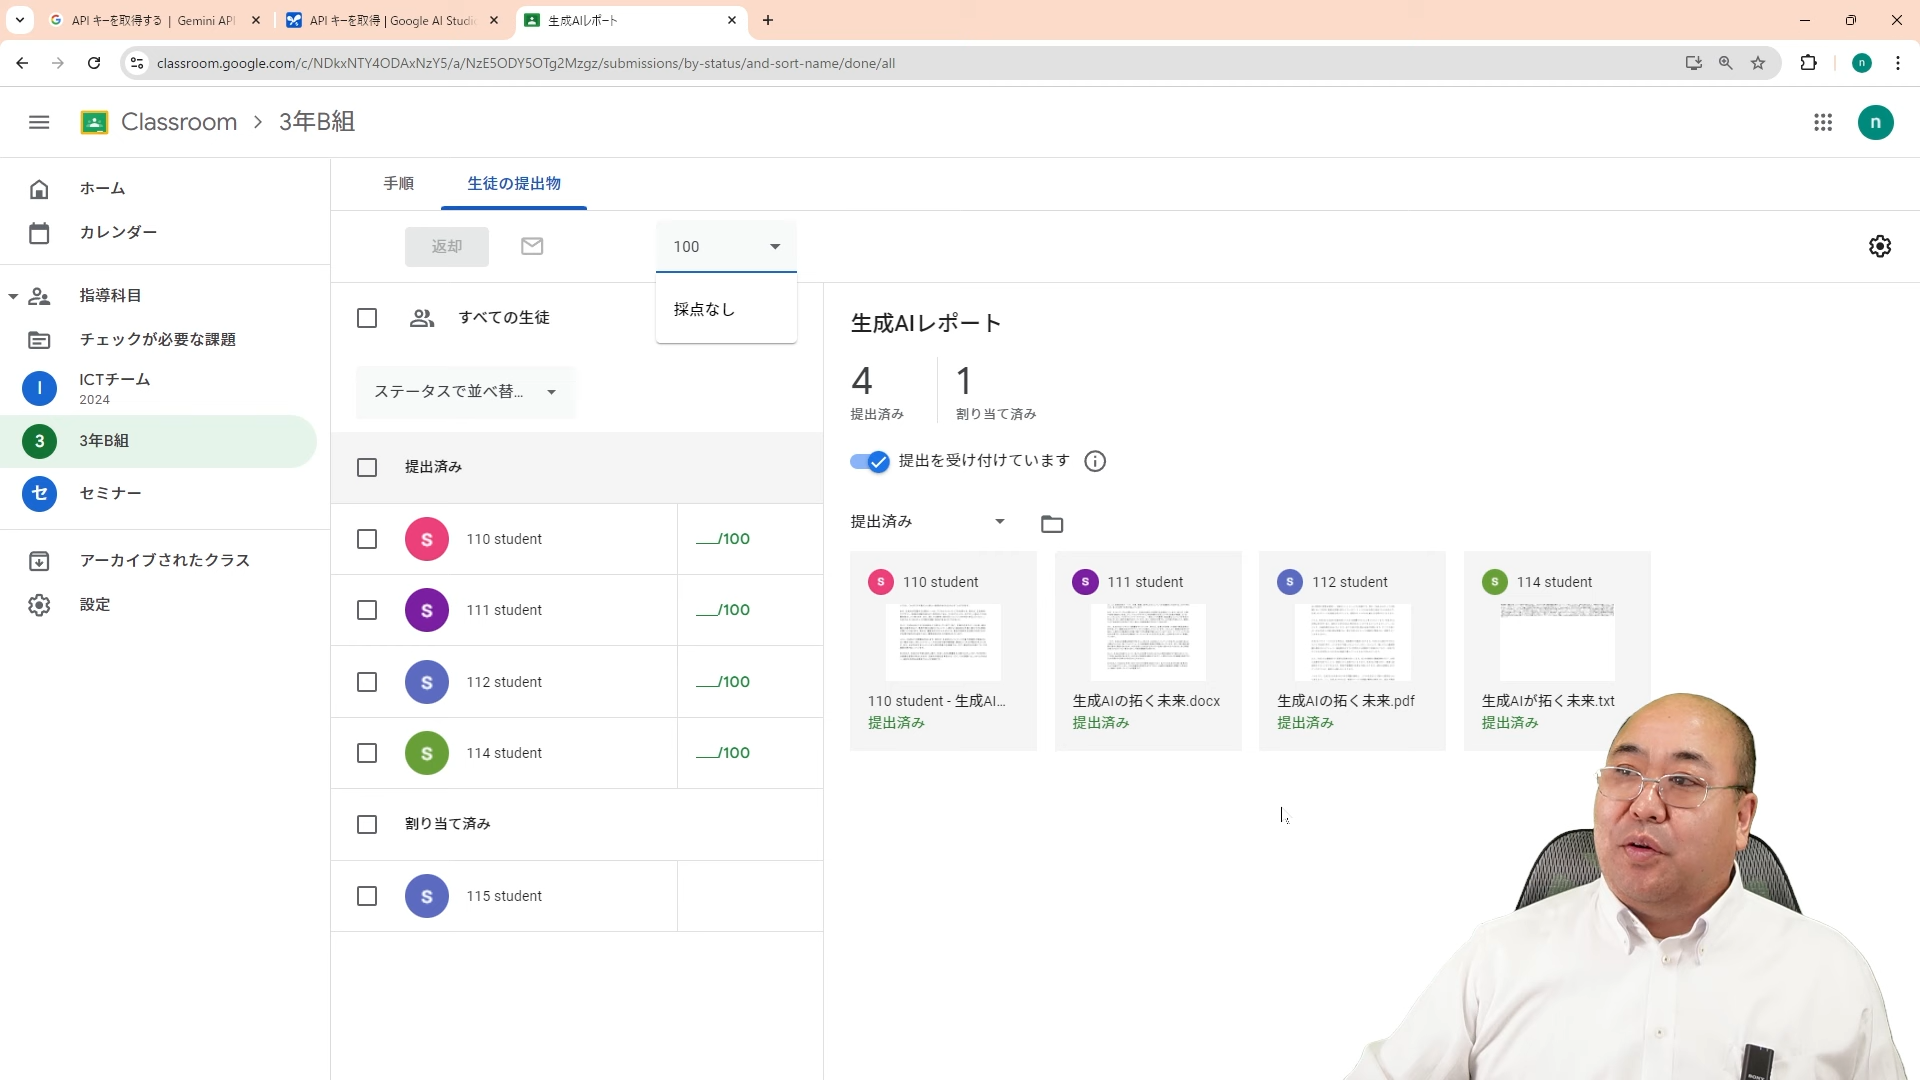 API キーを取得する | Gemini API
API キーを取得 | Google AI Studio
生成AIレポート
classroom.google.com/c/NDkxNTY4ODAxNzY5/a/NzE5ODY5OTg2Mzgz/submissions/by-status/and-sort-name/done/all
n
Classroom > 3年B組
n
ホーム
カレンダー
指導科目
チェックが必要な課題
I
ICTチーム
2024
3
3年B組
セ
セミナー
アーカイブされたクラス
設定
手順
生徒の提出物
返却
100
採点なし
すべての生徒
ステータスで並べ替...
提出済み
S
110 student
__/100
S
111 student
__/100
S
112 student
__/100
S
114 student
__/100
割り当て済み
S
115 student
生成AIレポート
4
提出済み
1
割り当て済み
提出を受け付けています
提出済み
S
110 student
110 student - 生成AI...
提出済み
S
111 student
生成AIの拓く未来.docx
提出済み
S
112 student
生成AIの拓く未来.pdf
提出済み
S
114 student
生成AIが拓く未来.txt
提出済み
SONY